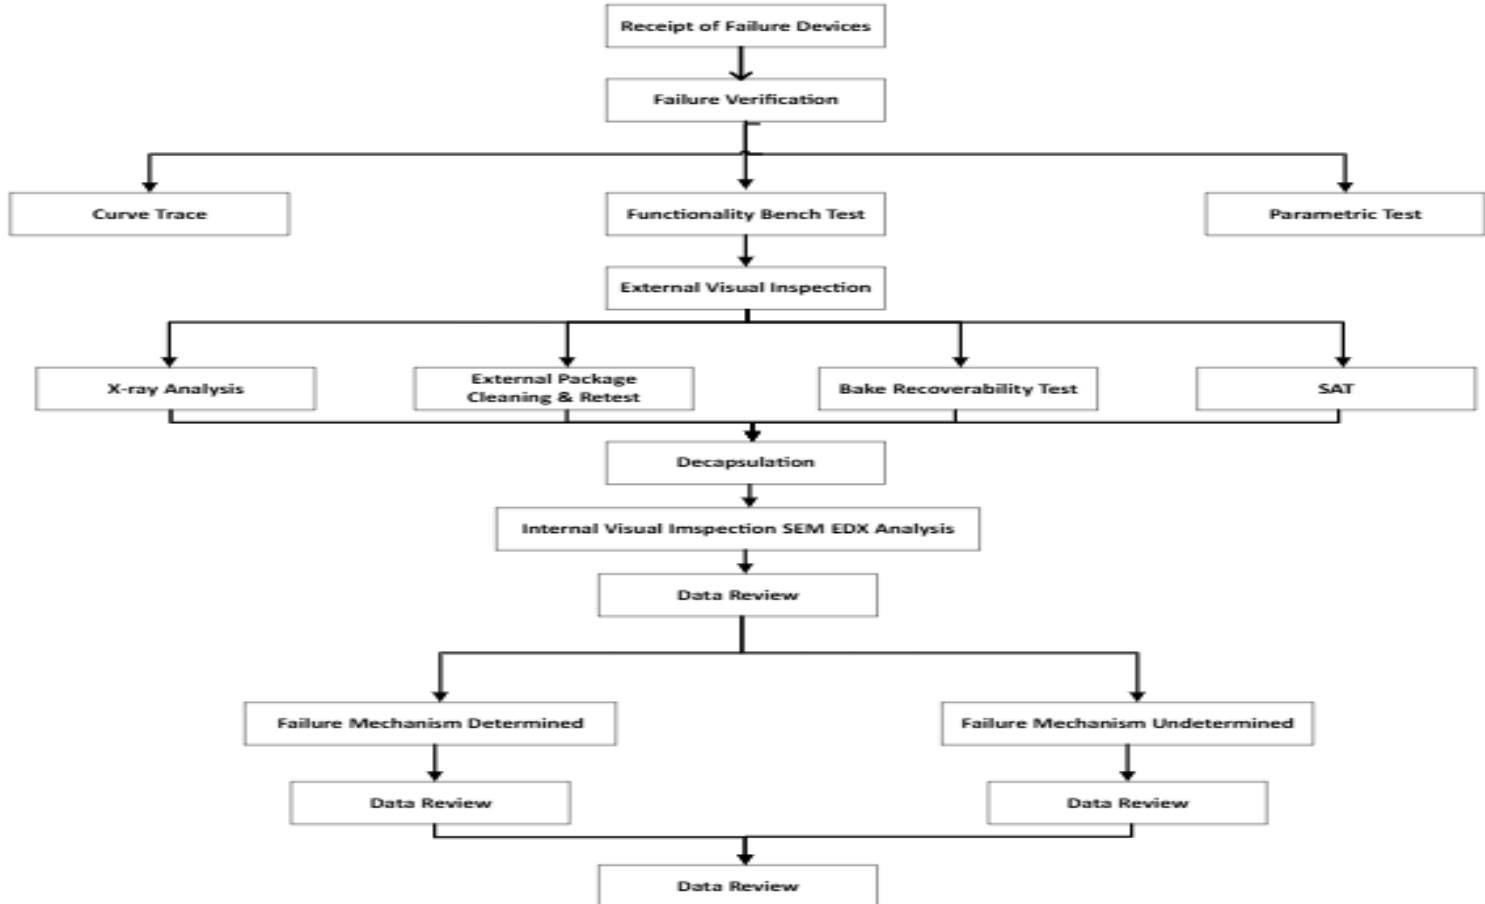 Receipt of Failure Devices
Failure Verification
Curve Trace
Functionality Bench Test
Parametric Test
External Visual Inspection
X-ray Analysis
External Package
Cleaning & Retest
Bake Recoverability Test
SAT
Decapsulation
Internal Visual Imspection SEM EDX Analysis
Data Review
Failure Mechanism Determined
Failure Mechanism Undetermined
Data Review
Data Review
Data Review